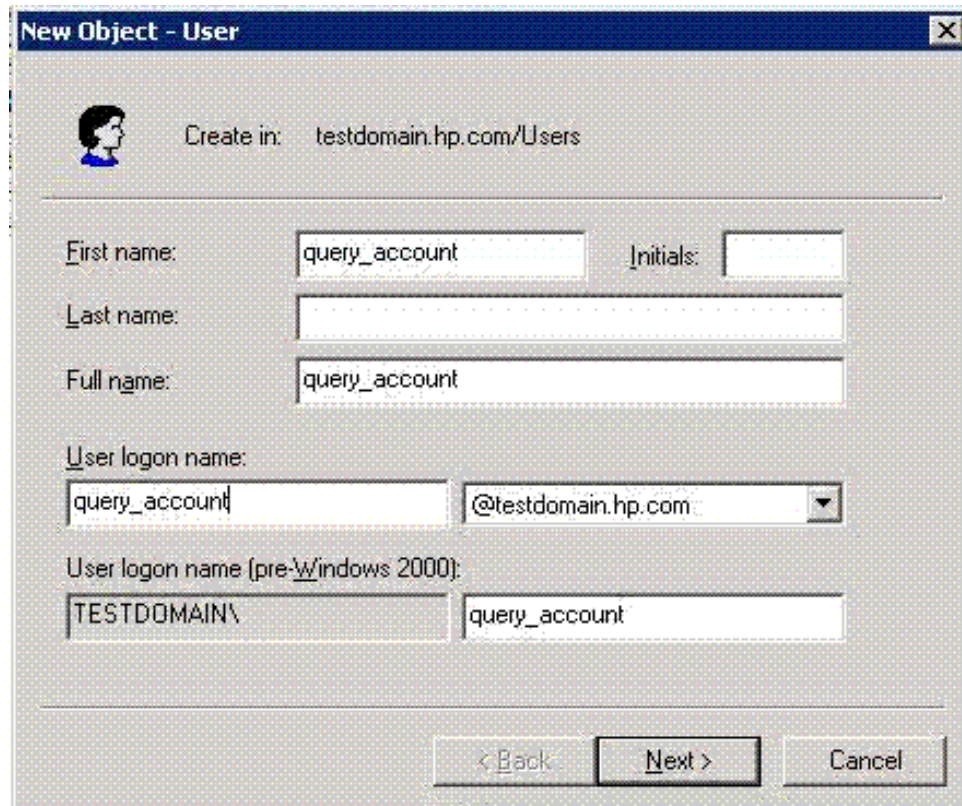 New Object - User
Create in: testdomain.hp.com/Users
First name: query_account Initials:
Last name:
Full name: query_account
User logon name:
query_account @testdomain.hp.com
User logon name (pre-Windows 2000):
TESTDOMAIN\ query_account
< Back Next > Cancel